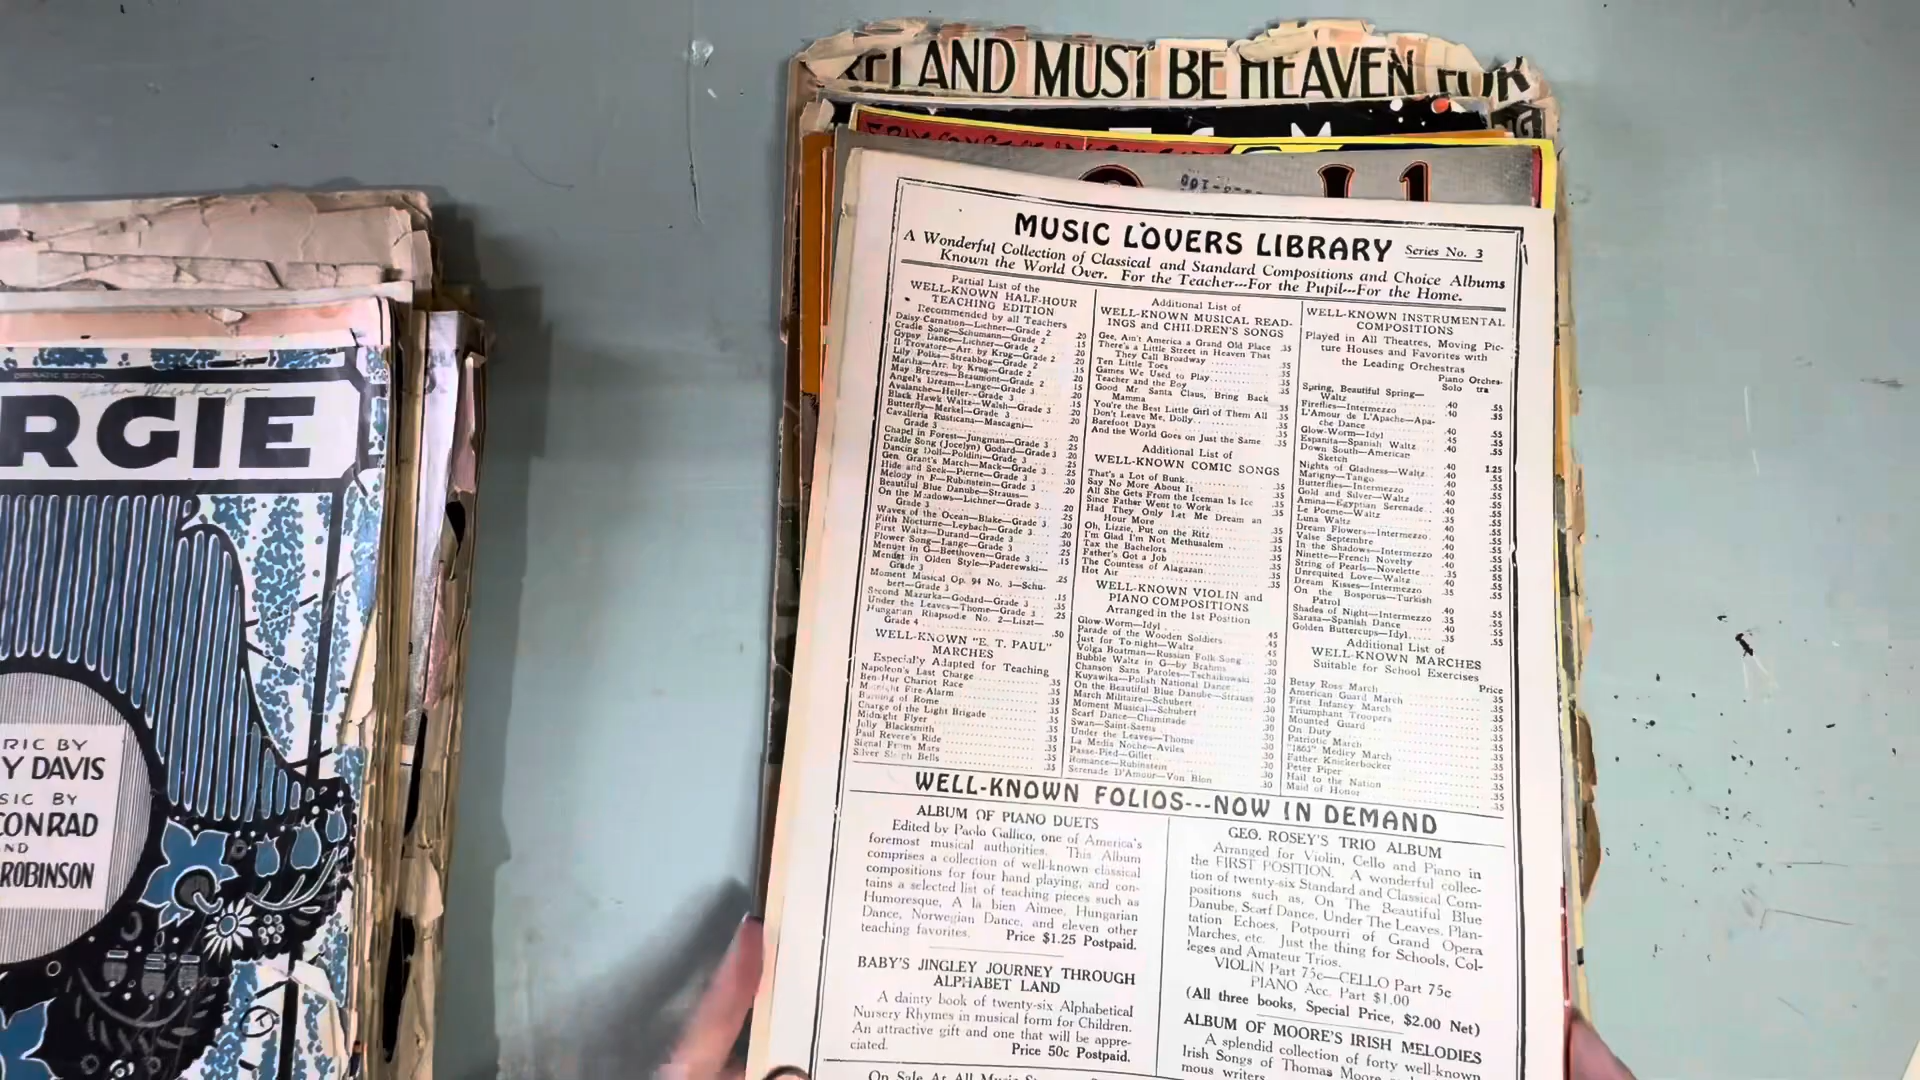 ELAND MUST BE HEAVEN FOR
MUSIC LOVERS LIBRARY Series No. 3
A Wonderful Collection of Classical and Standard Compositions and Choice Albums
Known the World Over. For the Teacher---For the Pupil---For the Home.
Partial List of the
WELL-KNOWN HALF-HOUR
TEACHING EDITION
Recommended by all Teachers
Daisy-Carnation—Lichner—Grade 2 .20
Cradle Song—Schumann—Grade 2 .15
Gypsy Dance—Lichner—Grade 2 .20
Il Trovatore—Arr. by Krug—Grade 2 .20
Lily Polka—Streabbog—Grade 2
Martha—Arr. by Krug—Grade 2
May Breezes—Beaumont—Grade 2
Angel's Dream—Lange—Grade 3
Avalanche—Heller—Grade 3
Black Hawk Waltz—Walsh—Grade 3
Butterfly—Merkel—Grade 3
Cavalleria Rusticana—Mascagni—
Grade 3
Chapel in Forest—Jungman—Grade 3 .20
Cradle Song (Jocelyn) Godard—Grade 3
Dancing Doll—Poldini—Grade 3
Gen. Grant's March—Mack—Grade 3
Hide and Seek—Pierne—Grade 3
Melody in F—Rubinstein—Grade 3
Beautiful Blue Danube—Strauss—
On the Meadows—Lichner—Grade 3
Grade 3
Waves of the Ocean—Blake—Grade 3
Fifth Nocturne—Leybach—Grade 3
First Waltz—Durand—Grade 3
Flower Song—Lange—Grade 3
Menuet in G—Beethoven—Grade 3
Menuet in Olden Style—Paderewski—
Grade 3 .25
Moment Musical Op. 94 No. 3—Schu-
bert—Grade 3 .15
Second Mazurka—Godard—Grade 3 .35
Under the Leaves—Thome—Grade 3 .25
Hungarian Rhapsodie No. 2—Liszt—
Grade 4 .50
WELL-KNOWN "E. T. PAUL"
MARCHES
Especially Adapted for Teaching
Napoleon's Last Charge .35
Ben-Hur Chariot Race .35
Midnight Fire-Alarm .35
Burning of Rome .35
Charge of the Light Brigade .35
Midnight Flyer .35
Jolly Blacksmith .35
Paul Revere's Ride .35
Signal From Mars .35
Silver Sleigh Bells .35
Additional List of
WELL-KNOWN MUSICAL READ-
INGS and CHILDREN'S SONGS
Gee, Ain't America a Grand Old Place .35
There's a Little Street in Heaven That
They Call Broadway .35
Ten Little Toes .35
Games We Used to Play .35
Teacher and the Boy .35
Good Mr. Santa Claus, Bring Back
Mamma .35
You're the Best Little Girl of Them All .35
Don't Leave Me, Dolly .35
Barefoot Days .35
And the World Goes on Just the Same .35
Additional List of
WELL-KNOWN COMIC SONGS
That's a Lot of Bunk .35
Say No More About It .35
All She Gets From the Iceman Is Ice .35
Since Father Went to Work .35
Had They Only Let Me Dream an
Hour More .35
Oh, Lizzie, Put on the Ritz .35
I'm Glad I'm Not Methusalem .35
Tax the Bachelors .35
Father's Got a Job .35
The Countess of Alagazan .35
Hot Air .35
WELL-KNOWN VIOLIN and
PIANO COMPOSITIONS
Arranged in the 1st Position
Glow-Worm—Idyl .45
Parade of the Wooden Soldiers .45
Just for To-night—Waltz .45
Volga Boatman—Russian Folk Song .30
Bubble Waltz in G—by Brahms .30
Chanson Sans Paroles—Tschaikowski .30
Kuyawika—Polish National Dance .30
On the Beautiful Blue Danube—Strauss .30
March Militaire—Schubert .30
Moment Musical—Schubert .30
Scarf Dance—Chaminade .30
Swan—Saint-Saens .30
Under the Leaves—Thome .30
La Media Noche—Aviles .30
Passe-Pied—Gillet .30
Romance—Rubinstein .30
Serenade D'Amour—Von Blon .30
WELL-KNOWN INSTRUMENTAL
COMPOSITIONS
Played in All Theatres, Moving Pic-
ture Houses and Favorites with
the Leading Orchestras
Piano Orches-
Solo tra
Spring, Beautiful Spring—
Waltz .40 .55
Fireflies—Intermezzo .40 .55
L'Amour de L'Apache—Apa-
che Dance .40 .55
Glow-Worm—Idyl .45 .55
Espanita—Spanish Waltz .40 .55
Down South—American
Sketch .40 .55
Nights of Gladness—Waltz .40 1.25
Marigny—Tango .40 .55
Butterflies—Intermezzo .40 .55
Gold and Silver—Waltz .40 .55
Amina—Egyptian Serenade .40 .55
Le Poeme—Waltz .35 .55
Luna Waltz .40 .55
Dream Flowers—Intermezzo .40 .55
Valse Septembre .40 .55
In the Shadows—Intermezzo .40 .55
Ninette—French Novelty .40 .55
String of Pearls—Novelette .35 .55
Unrequited Love—Waltz .40 .55
Dream Kisses—Intermezzo .35 .55
On the Bosporus—Turkish
Patrol .40 .55
Shades of Night—Intermezzo .40 .55
Sarasa—Spanish Dance .40 .55
Golden Buttercups—Idyl .35 .55
Additional List of
WELL-KNOWN MARCHES
Suitable for School Exercises
Price
Betsy Ross March .35
American Guard March .35
First Infancy March .35
Triumphant Troopers .35
Mounted Guard .35
On Duty .35
Patriotic March .35
"1863" Medley March .35
Father Knickerbocker .35
Peter Piper .35
Hail to the Nation .35
Maid of Honor .35
WELL-KNOWN FOLIOS---NOW IN DEMAND
ALBUM OF PIANO DUETS
Edited by Paolo Gallico, one of America's
foremost musical authorities. This Album
comprises a collection of well-known classical
compositions for four hand playing, and con-
tains a selected list of teaching pieces such as
Humoresque, A la bien Aimee, Hungarian
Dance, Norwegian Dance, and eleven other
teaching favorites. Price $1.25 Postpaid.
BABY'S JINGLEY JOURNEY THROUGH
ALPHABET LAND
A dainty book of twenty-six Alphabetical
Nursery Rhymes in musical form for Children.
An attractive gift and one that will be appre-
ciated. Price 50c Postpaid.
GEO. ROSEY'S TRIO ALBUM
Arranged for Violin, Cello and Piano in
the FIRST POSITION. A wonderful collec-
tion of twenty-six Standard and Classical Com-
positions such as, On The Beautiful Blue
Danube, Scarf Dance, Under The Leaves, Plan-
tation Echoes, Potpourri of Grand Opera
Marches, etc. Just the thing for Schools, Col-
leges and Amateur Trios.
VIOLIN Part 75c—CELLO Part 75c
PIANO Acc. Part $1.00
(All three books, Special Price, $2.00 Net)
ALBUM OF MOORE'S IRISH MELODIES
A splendid collection of forty well-known
Irish Songs of Thomas Moore
mous writers
On Sale At All Music
RGIE
RIC BY
Y DAVIS
SIC BY
CONRAD
ND
ROBINSON